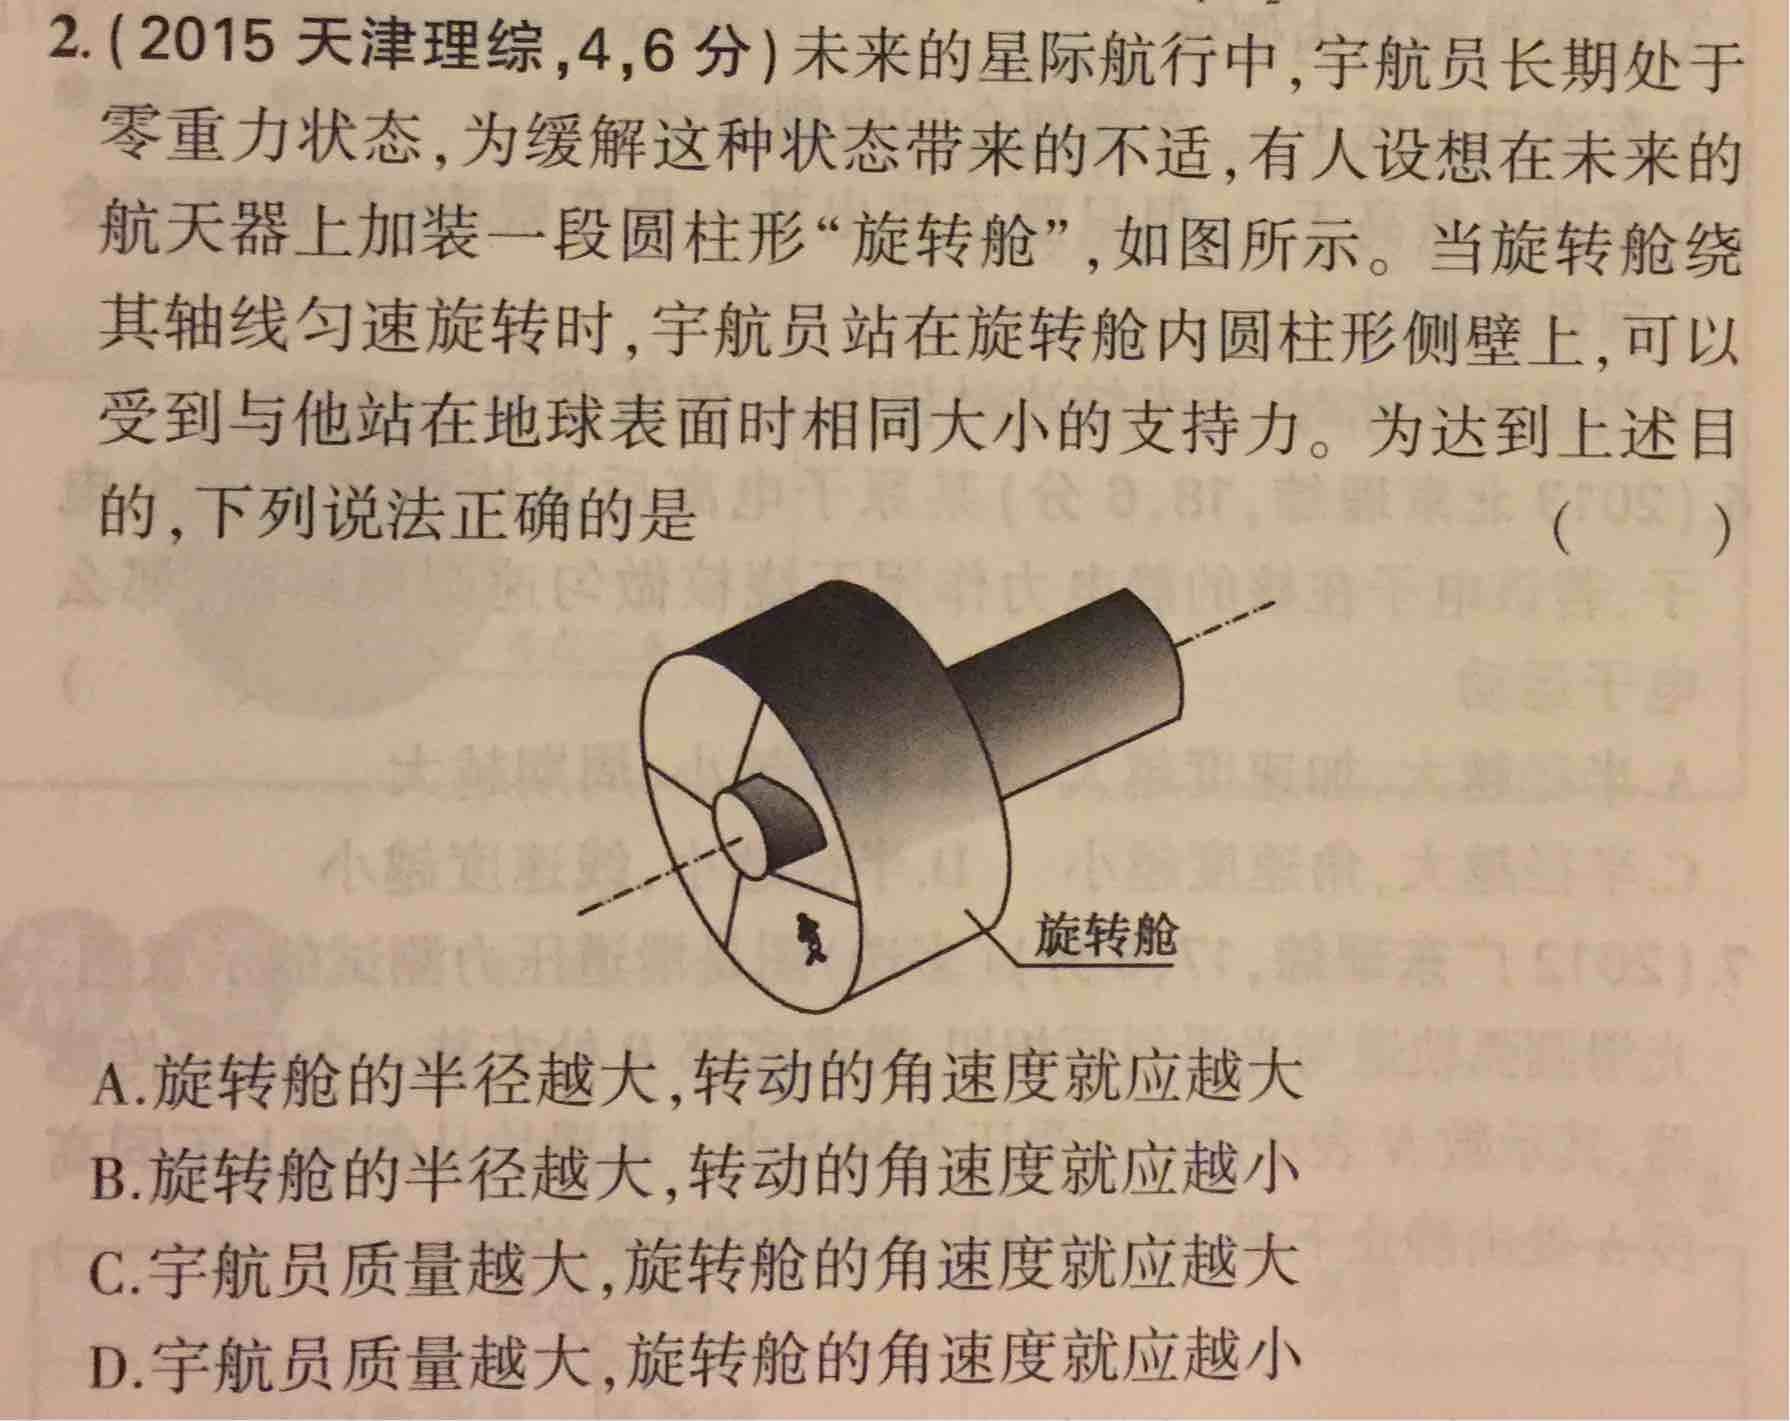 2.(2015 天津理综,4,6 分)未来的星际航行中,宇航员长期处于
零重力状态,为缓解这种状态带来的不适,有人设想在未来的
航天器上加装一段圆柱形“旋转舱”,如图所示。当旋转舱绕
其轴线匀速旋转时,宇航员站在旋转舱内圆柱形侧壁上,可以
受到与他站在地球表面时相同大小的支持力。为达到上述目
的,下列说法正确的是 ( )
旋转舱
A.旋转舱的半径越大,转动的角速度就应越大
B.旋转舱的半径越大,转动的角速度就应越小
C.宇航员质量越大,旋转舱的角速度就应越大
D.宇航员质量越大,旋转舱的角速度就应越小